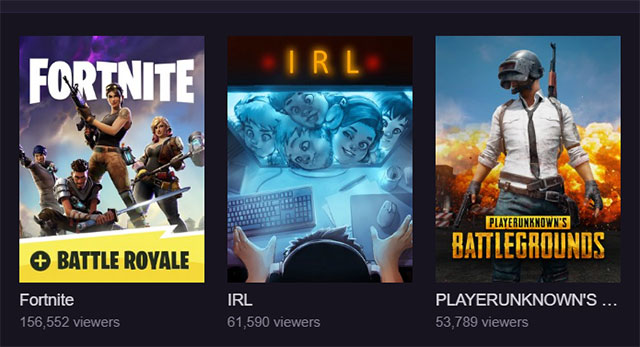 FORTNITE
+ BATTLE ROYALE
Fortnite
156,552 viewers
IRL
IRL
61,590 viewers
PLAYERUNKNOWN'S
BATTLEGROUNDS
PLAYERUNKNOWN'S ...
53,789 viewers